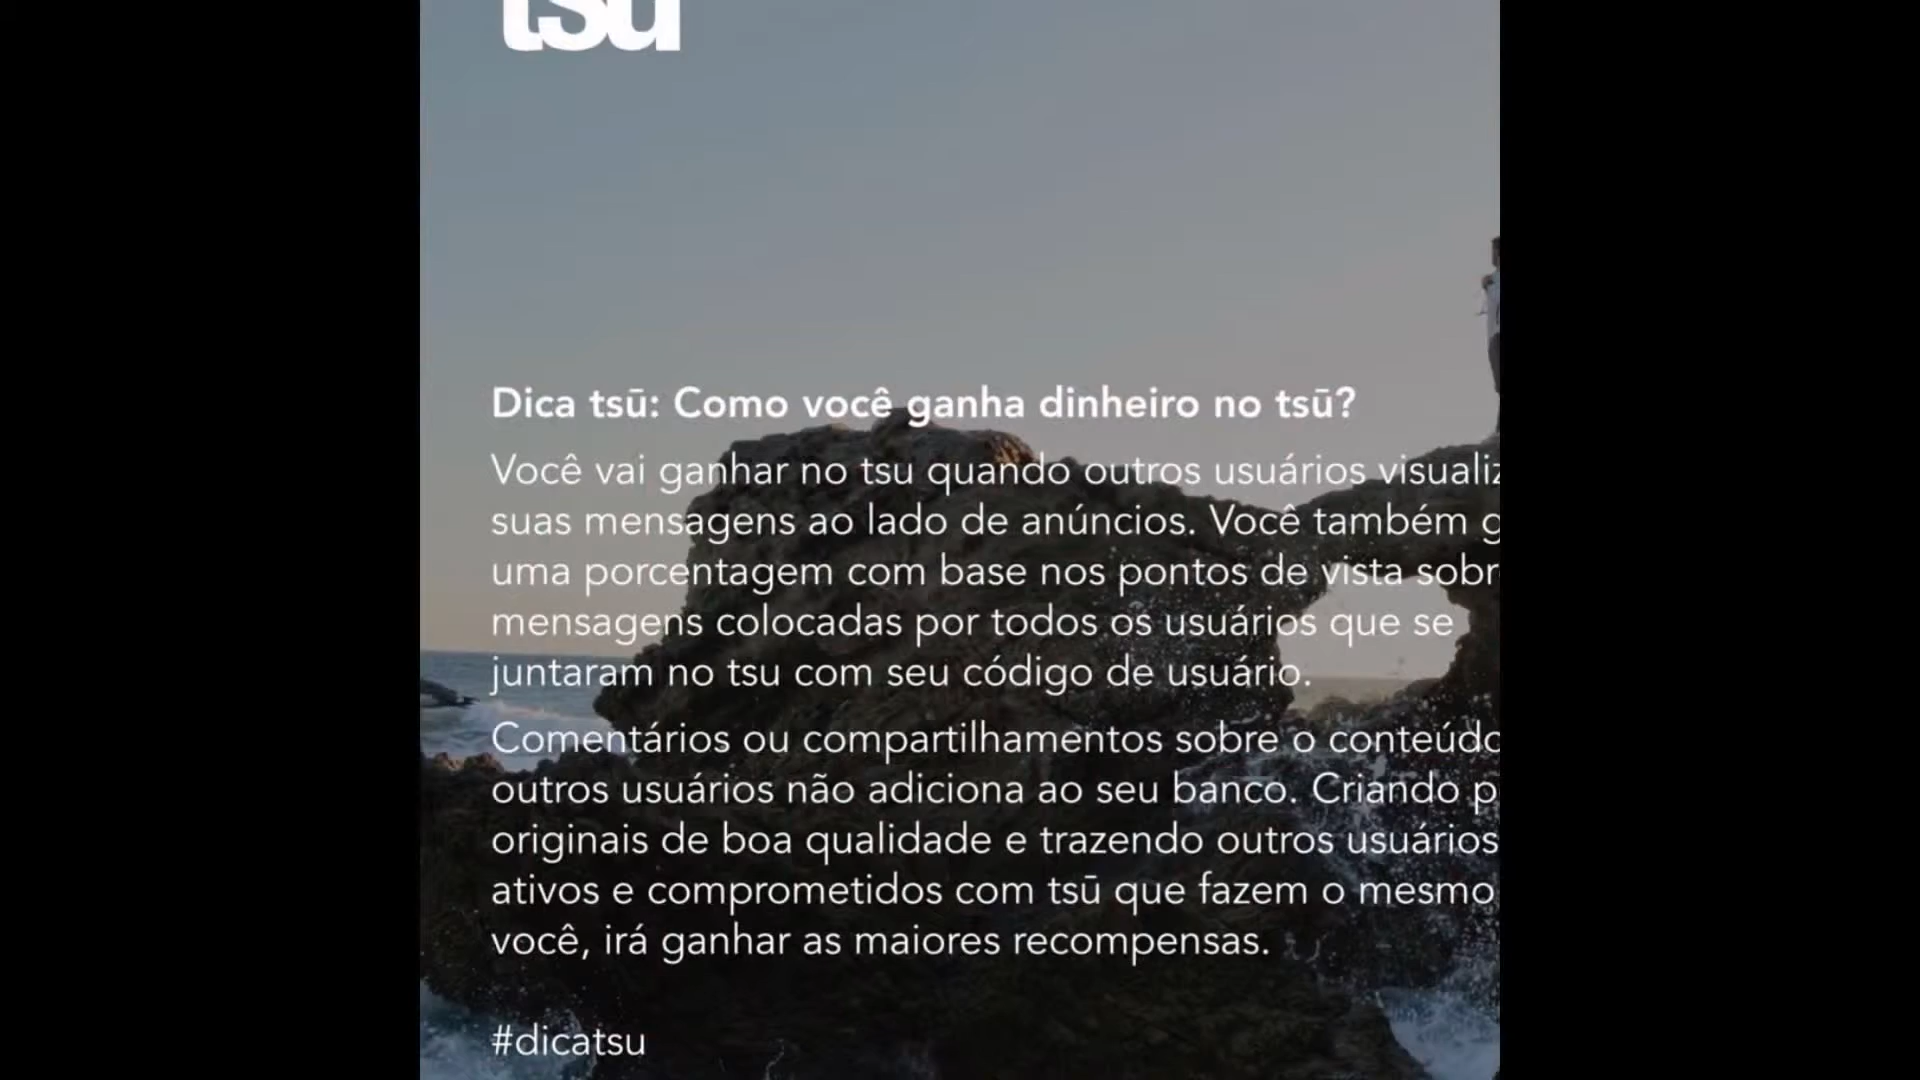 tsū
Dica tsū: Como você ganha dinheiro no tsū?
Você vai ganhar no tsu quando outros usuários
suas mensagens ao lado de anúncios. Você também
uma porcentagem com base nos pontos de vista
mensagens colocadas por todos os usuários que se
juntaram no tsu com seu código de usuário.
Comentários ou compartilhamentos sobre o
outros usuários não adiciona ao seu banco. Criando
originais de boa qualidade e trazendo outros usuários
ativos e comprometidos com tsū que fazem o mesmo
você, irá ganhar as maiores recompensas.
#dicatsu